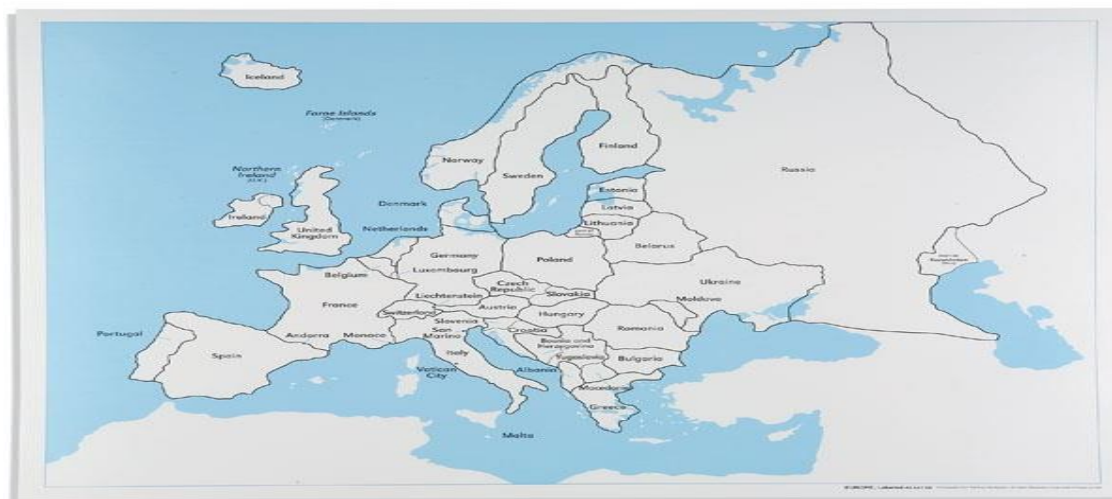 Iceland
Faroe Islands
(Denmark)
Northern
Ireland
(U.K.)
Norway
Sweden
Finland
Russia
Estonia
Latvia
Lithuania
Denmark
Ireland
United
Kingdom
Netherlands
Belarus
Germany
Poland
Belgium
Luxembourg
Czech
Republic
Ukraine
Slovakia
Liechtenstein
Moldova
France
Austria
Switzerland
Hungary
Slovenia
Romania
Portugal
Andorra
Monaco
San
Marino
Croatia
Bosnia and
Herzegovina
Spain
Italy
Yugoslavia
Bulgaria
Vatican
City
Albania
Macedonia
Greece
Malta